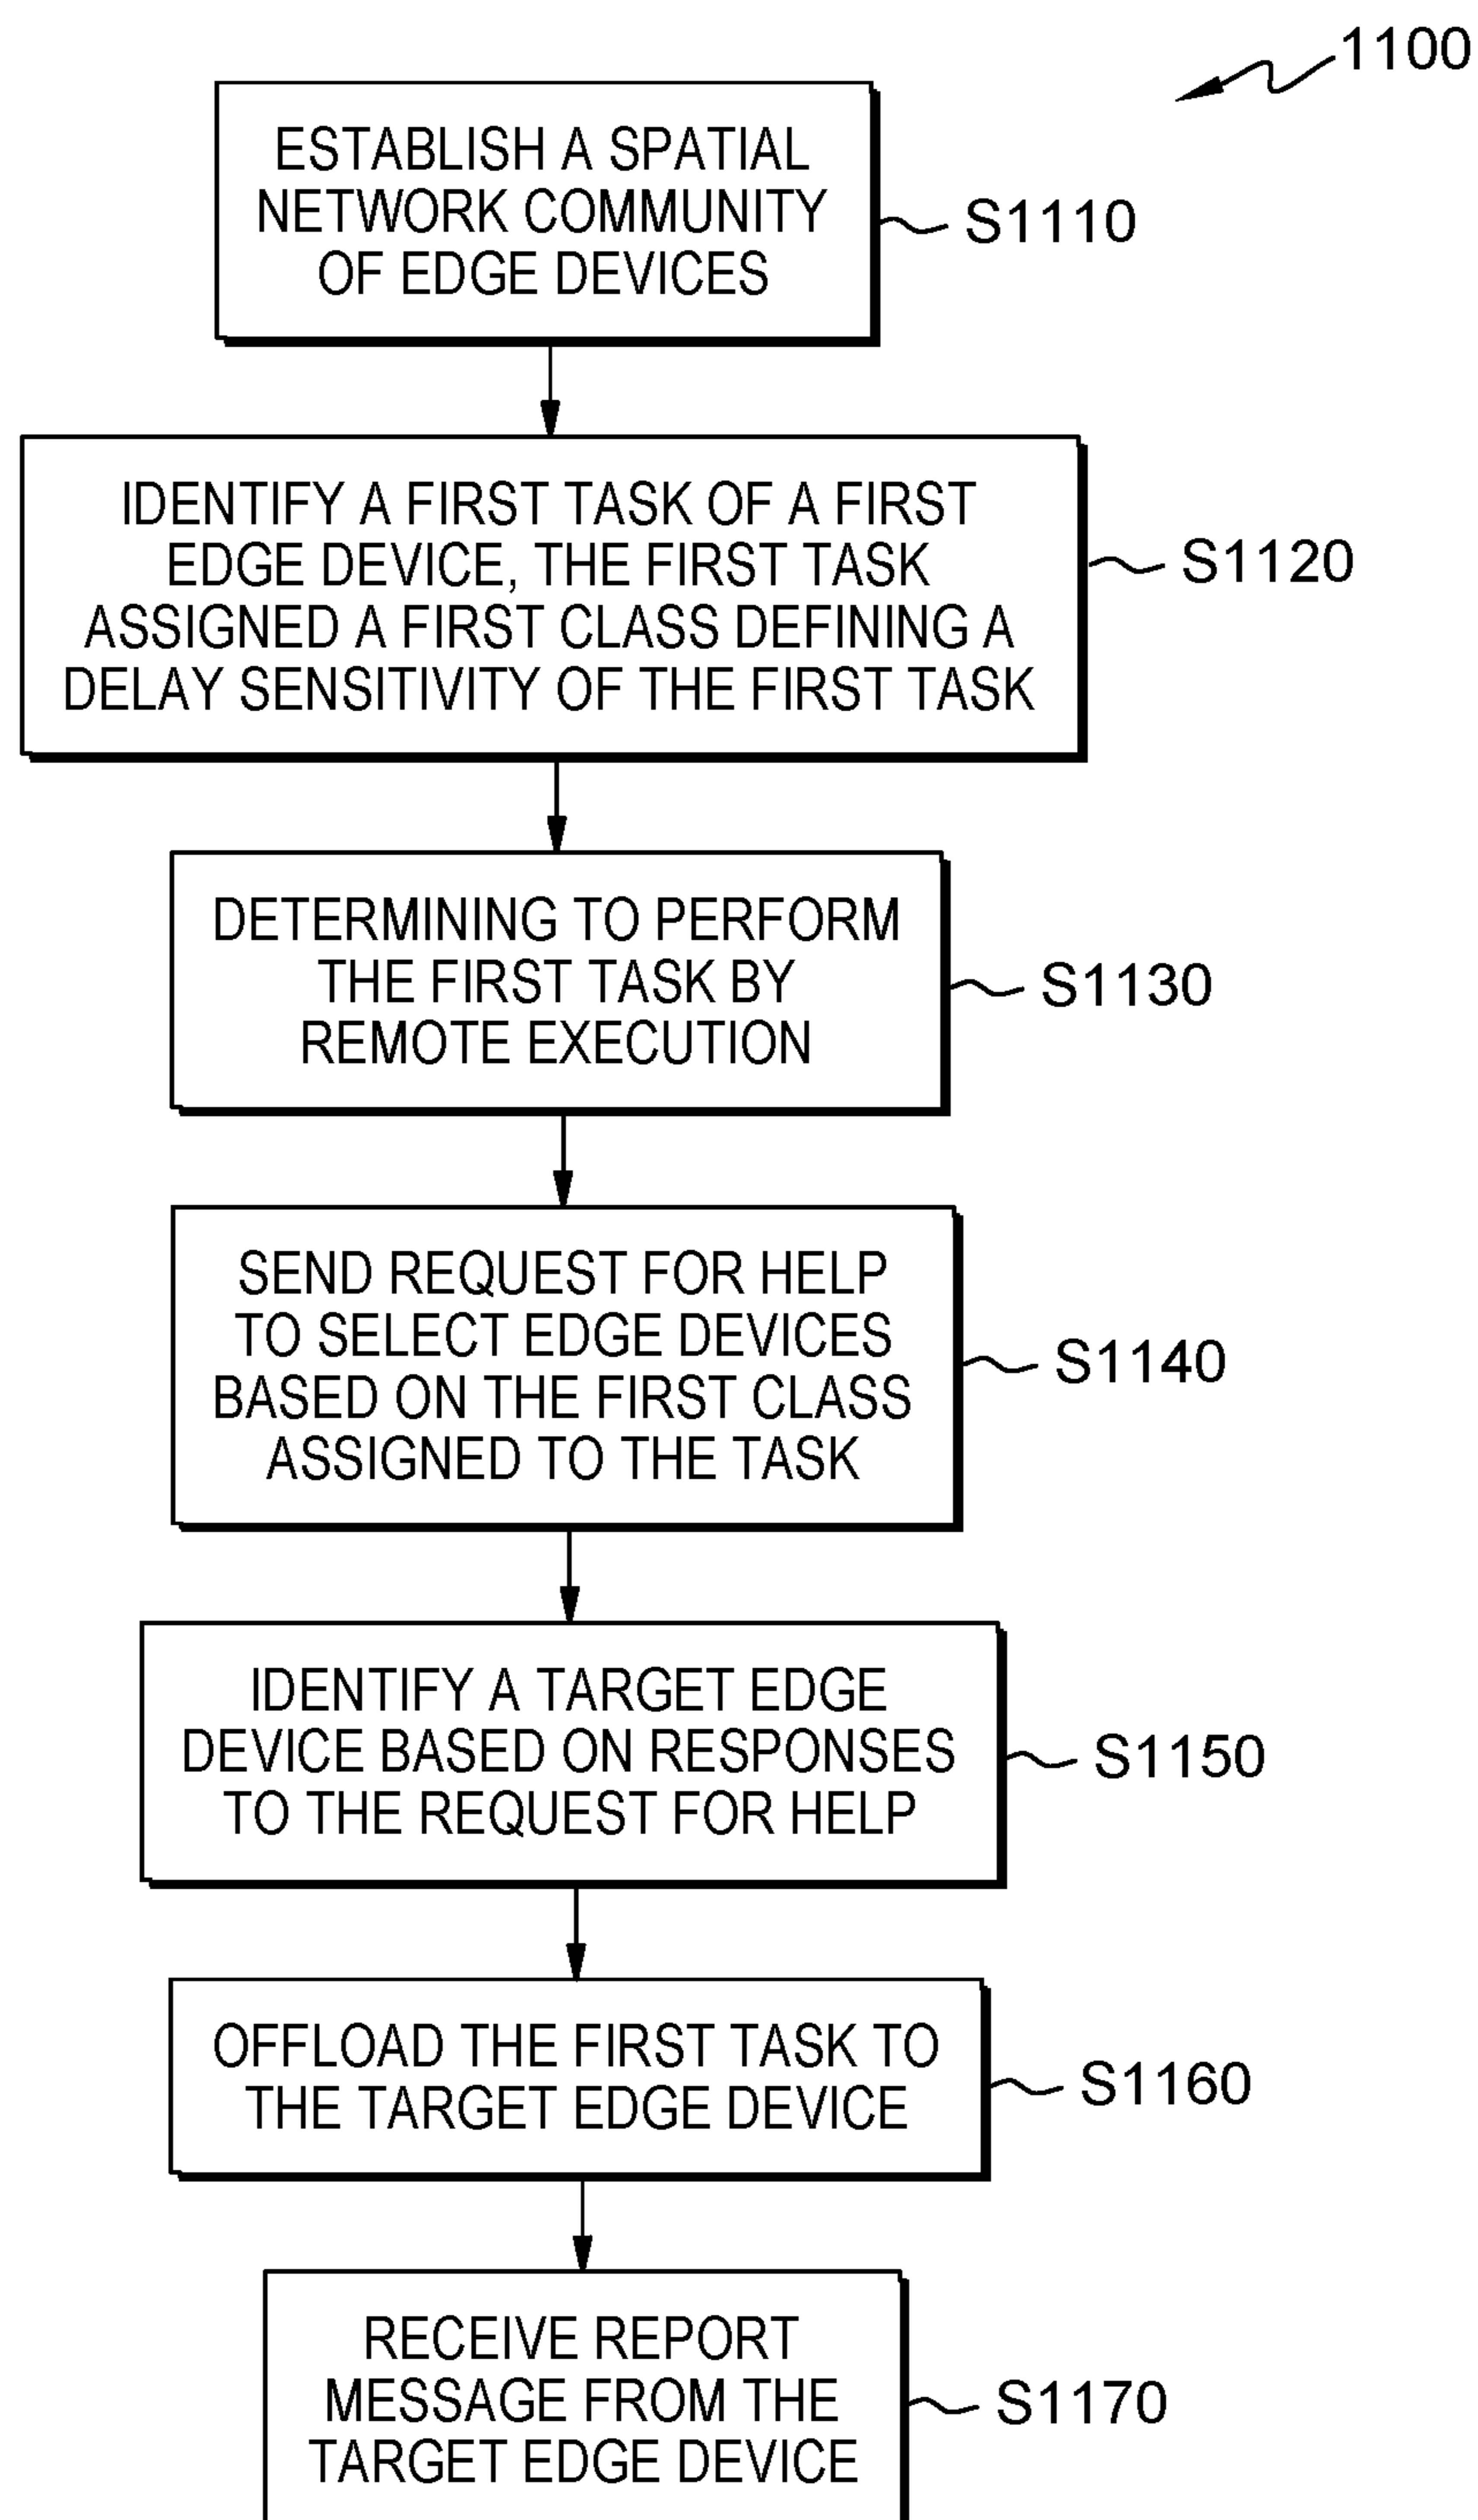 1100
ESTABLISH A SPATIAL
NETWORK COMMUNITY
OF EDGE DEVICES
S1110
IDENTIFY A FIRST TASK OF A FIRST
EDGE DEVICE, THE FIRST TASK
ASSIGNED A FIRST CLASS DEFINING A
DELAY SENSITIVITY OF THE FIRST TASK
S1120
DETERMINING TO PERFORM
THE FIRST TASK BY
REMOTE EXECUTION
S1130
SEND REQUEST FOR HELP
TO SELECT EDGE DEVICES
BASED ON THE FIRST CLASS
ASSIGNED TO THE TASK
S1140
IDENTIFY A TARGET EDGE
DEVICE BASED ON RESPONSES
TO THE REQUEST FOR HELP
S1150
OFFLOAD THE FIRST TASK TO
THE TARGET EDGE DEVICE
S1160
RECEIVE REPORT
MESSAGE FROM THE
TARGET EDGE DEVICE
S1170